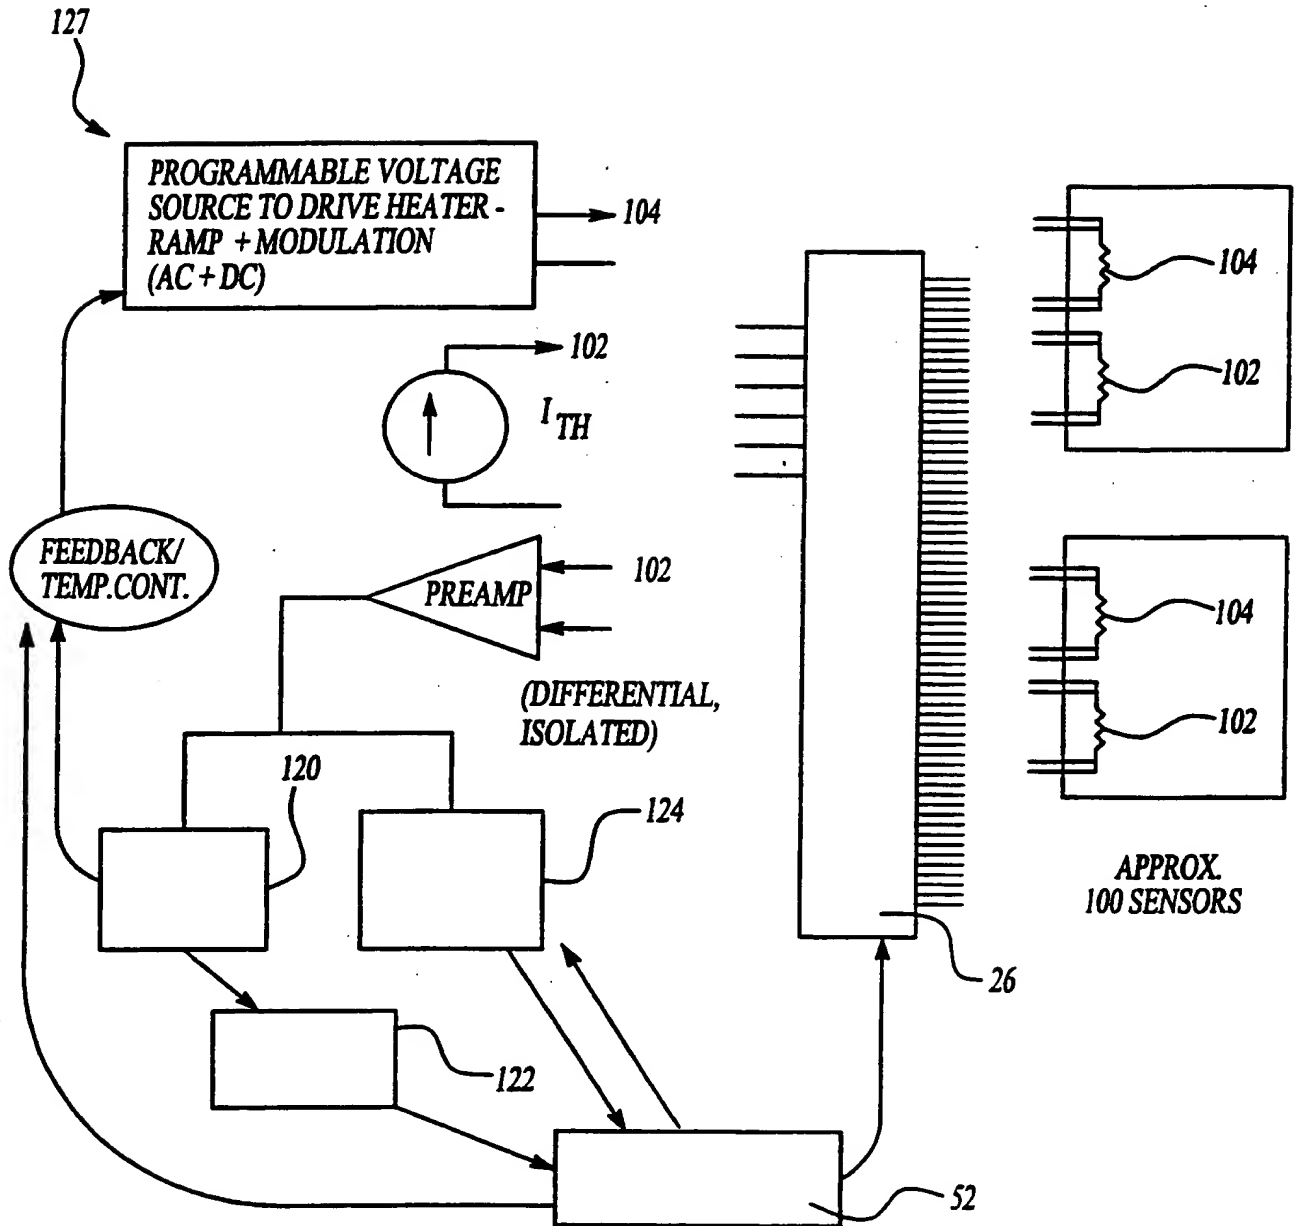 127
PROGRAMMABLE VOLTAGE
SOURCE TO DRIVE HEATER -
RAMP + MODULATION
(AC + DC)
104
102
I TH
FEEDBACK/
TEMP.CONT.
PREAMP
102
(DIFFERENTIAL,
ISOLATED)
120
124
122
52
26
104
102
104
102
APPROX.
100 SENSORS